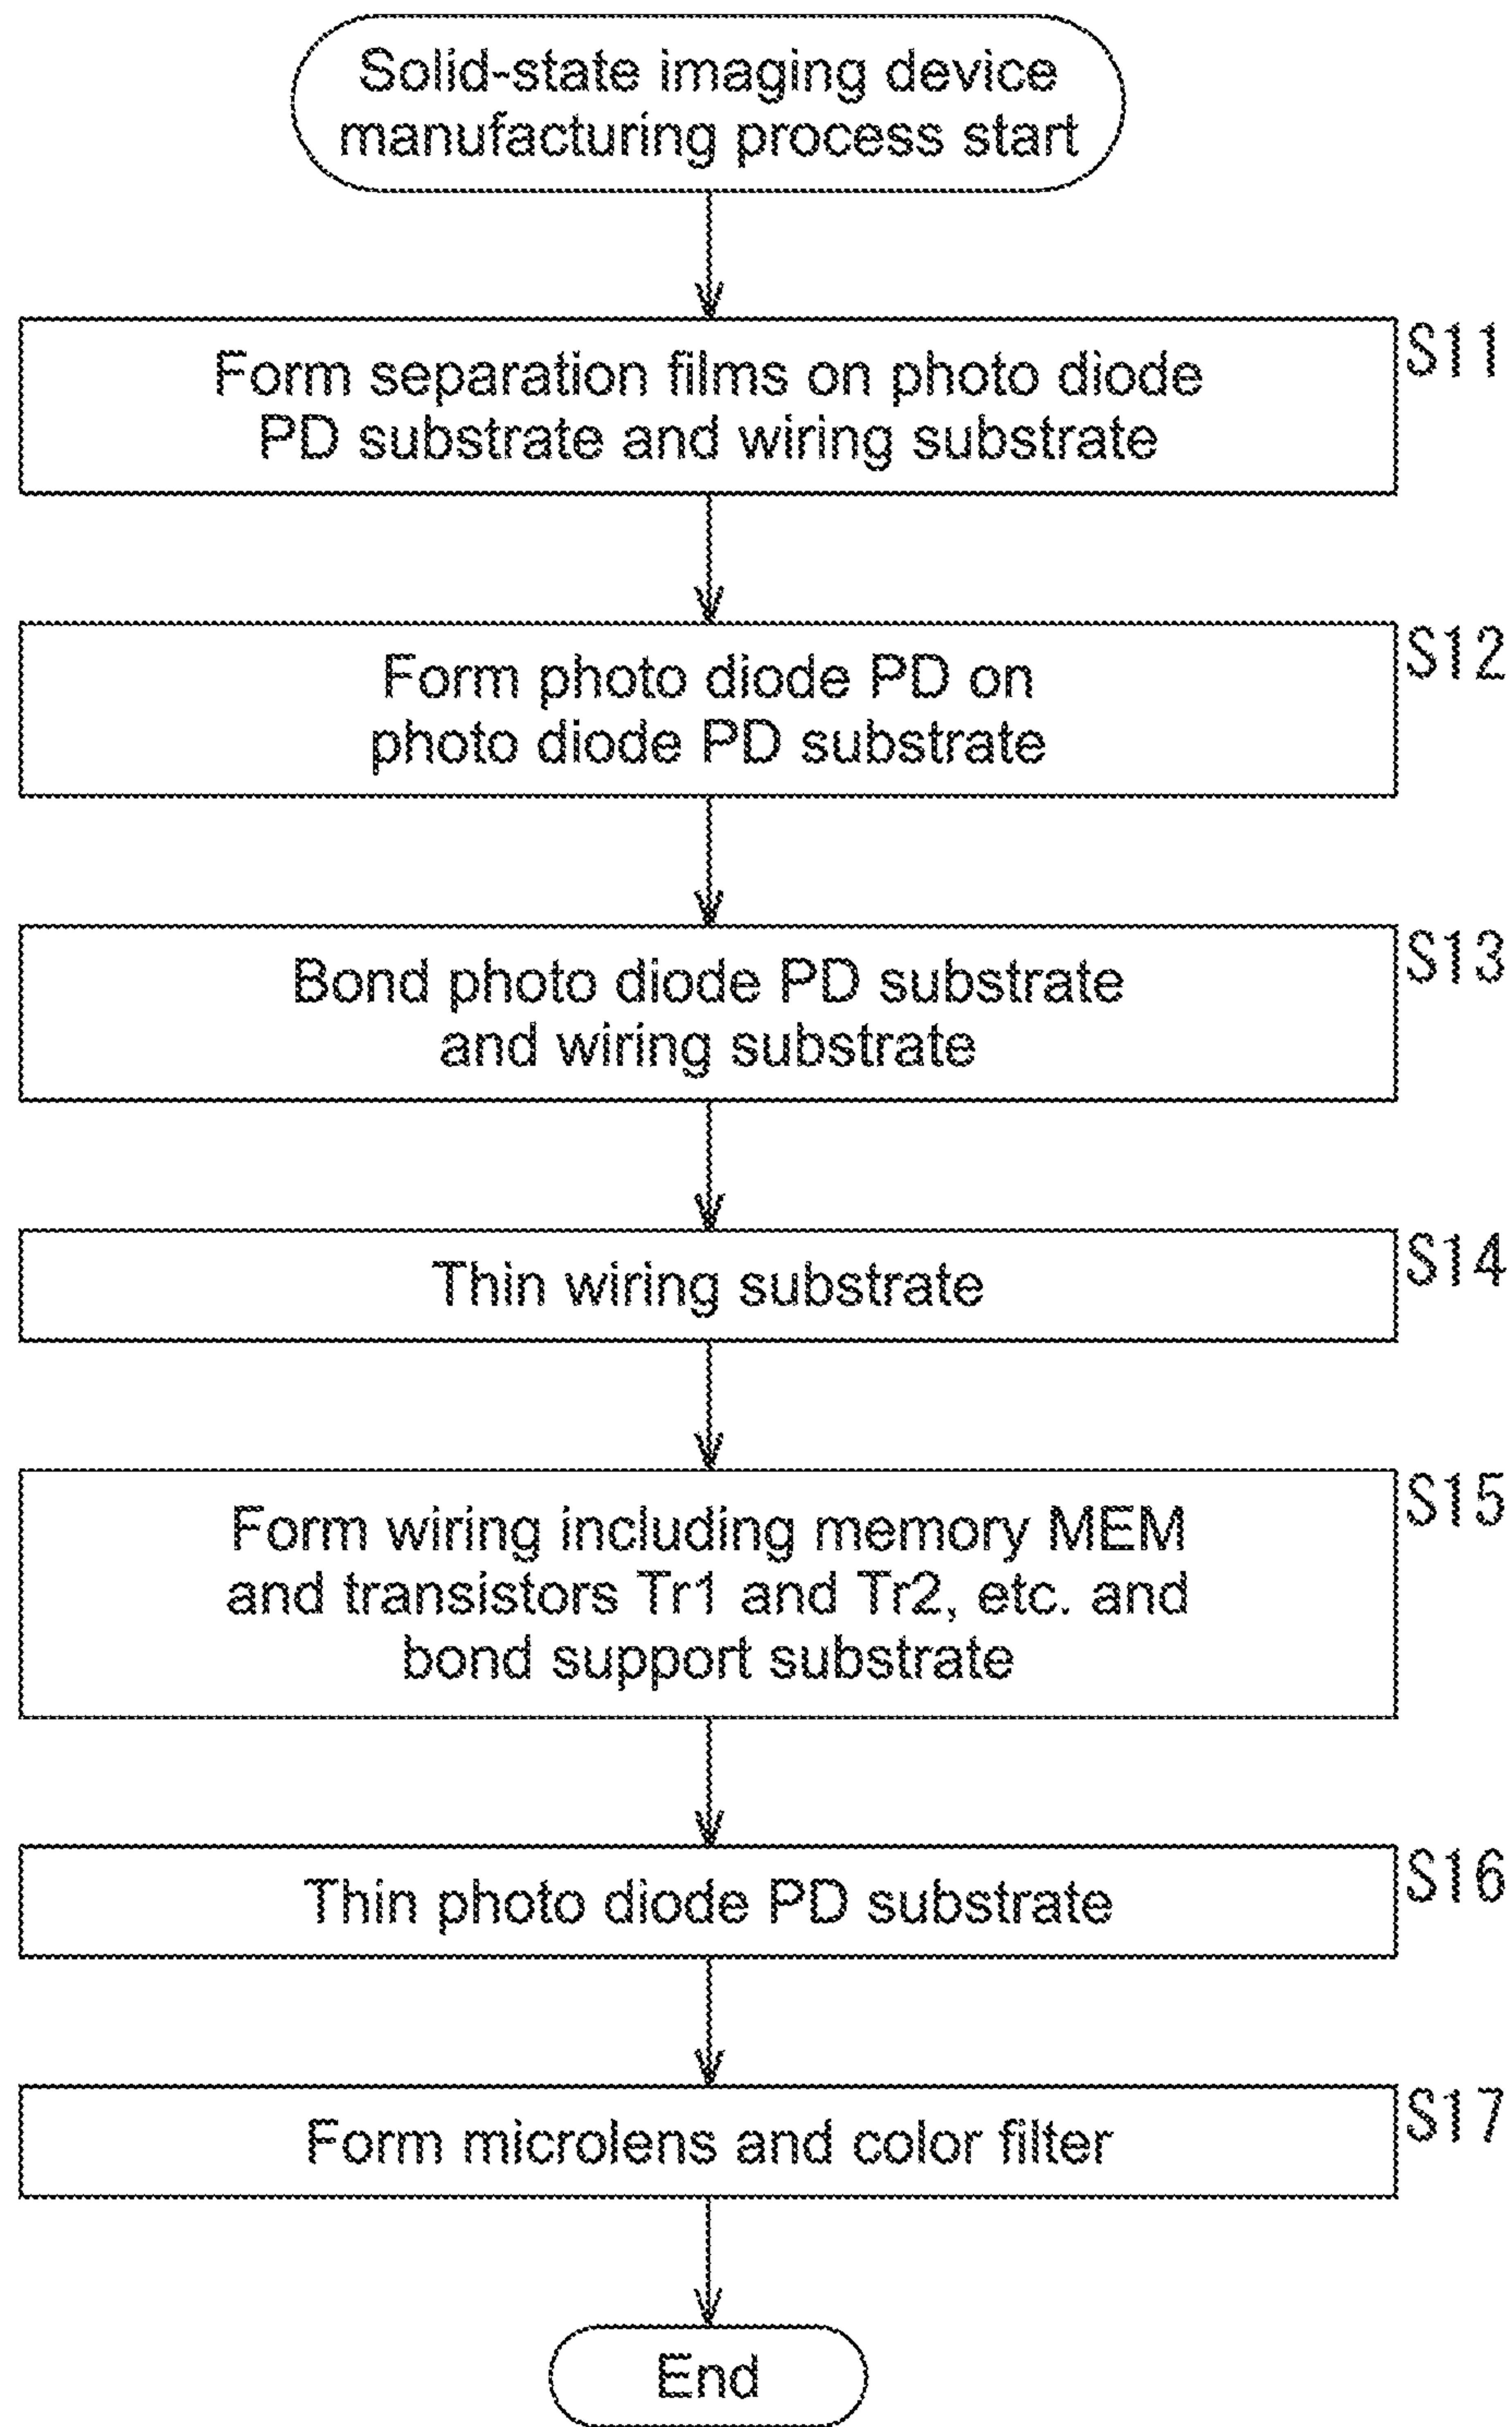 Solid-state imaging device
manufacturing process start
S11
Form separation films on photo diode
PD substrate and wiring substrate
S12
Form photo diode PD on
photo diode PD substrate
S13
Bond photo diode PD substrate
and wiring substrate
S14
Thin wiring substrate
S15
Form wiring including memory MEM
and transistors Tr1 and Tr2, etc. and
bond support substrate
S16
Thin photo diode PD substrate
S17
Form microlens and color filter
End